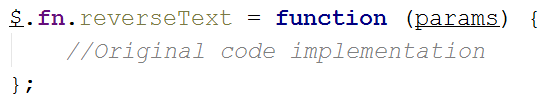 $.fn.reverseText = function (params) {
//Original code implementation
};